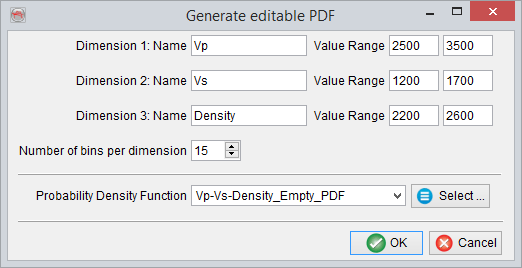 Generate editable PDF
Dimension 1: Name Vp Value Range 2500 3500
Dimension 2: Name Vs Value Range 1200 1700
Dimension 3: Name Density Value Range 2200 2600
Number of bins per dimension 15
Probability Density Function Vp-Vs-Density_Empty_PDF Select ...
OK Cancel